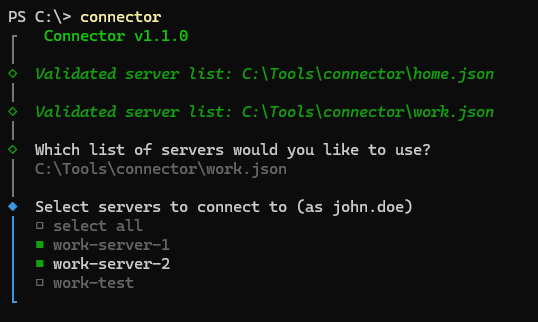 PS C:\> connector
Connector v1.1.0
Validated server list: C:\Tools\connector\home.json
Validated server list: C:\Tools\connector\work.json
Which list of servers would you like to use?
C:\Tools\connector\work.json
Select servers to connect to (as john.doe)
select all
work-server-1
work-server-2
work-test